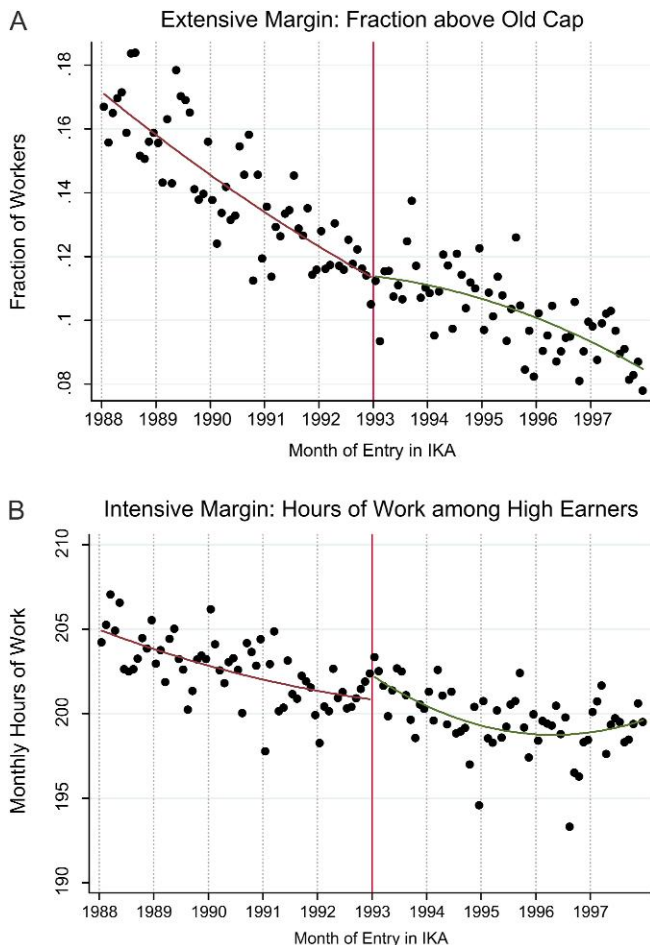 A
Extensive Margin: Fraction above Old Cap
Fraction of Workers
.18
.16
.14
.12
.1
.08
1988 1989 1990 1991 1992 1993 1994 1995 1996 1997
Month of Entry in IKA
B
Intensive Margin: Hours of Work among High Earners
Monthly Hours of Work
210
205
200
195
190
1988 1989 1990 1991 1992 1993 1994 1995 1996 1997
Month of Entry in IKA